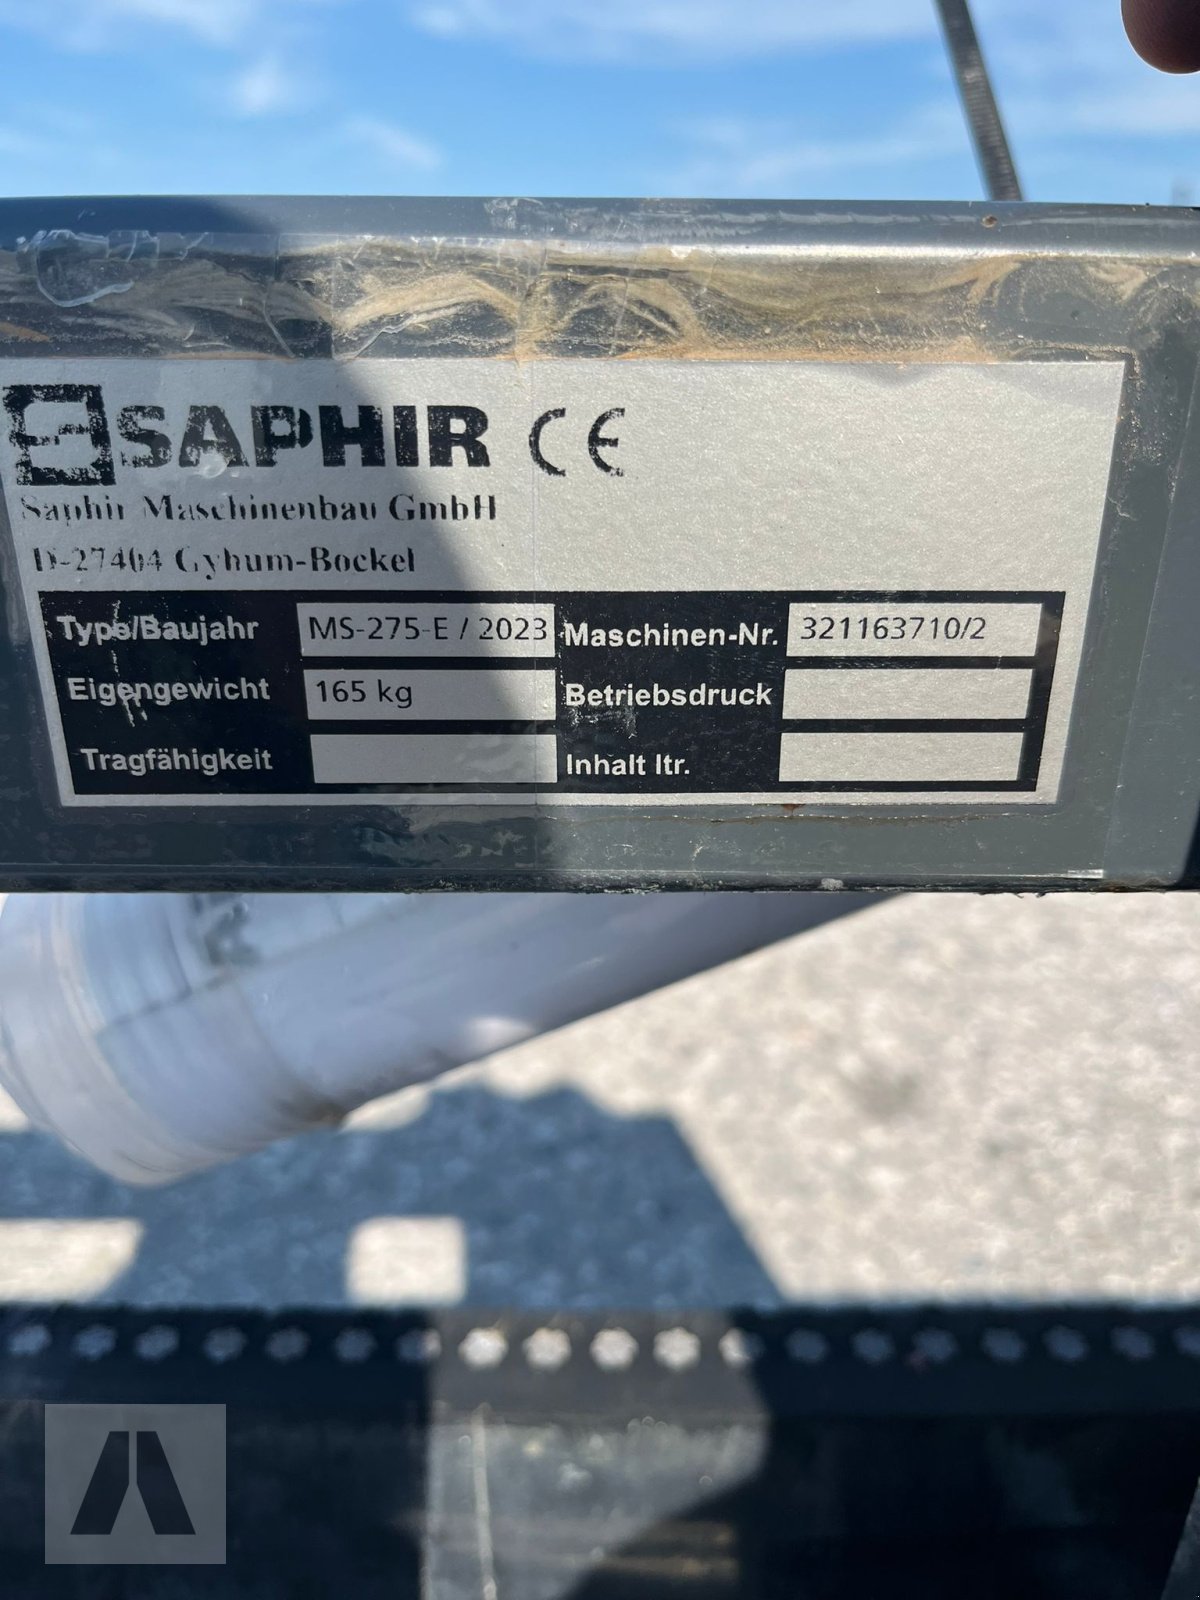 SAPHIR CE
Saphir Maschinenbau GmbH
D-27404 Gyhum-Bockel
Type/Baujahr MS-275-E / 2023 Maschinen-Nr. 321163710/2
Eigengewicht 165 kg Betriebsdruck
Tragfähigkeit Inhalt ltr.